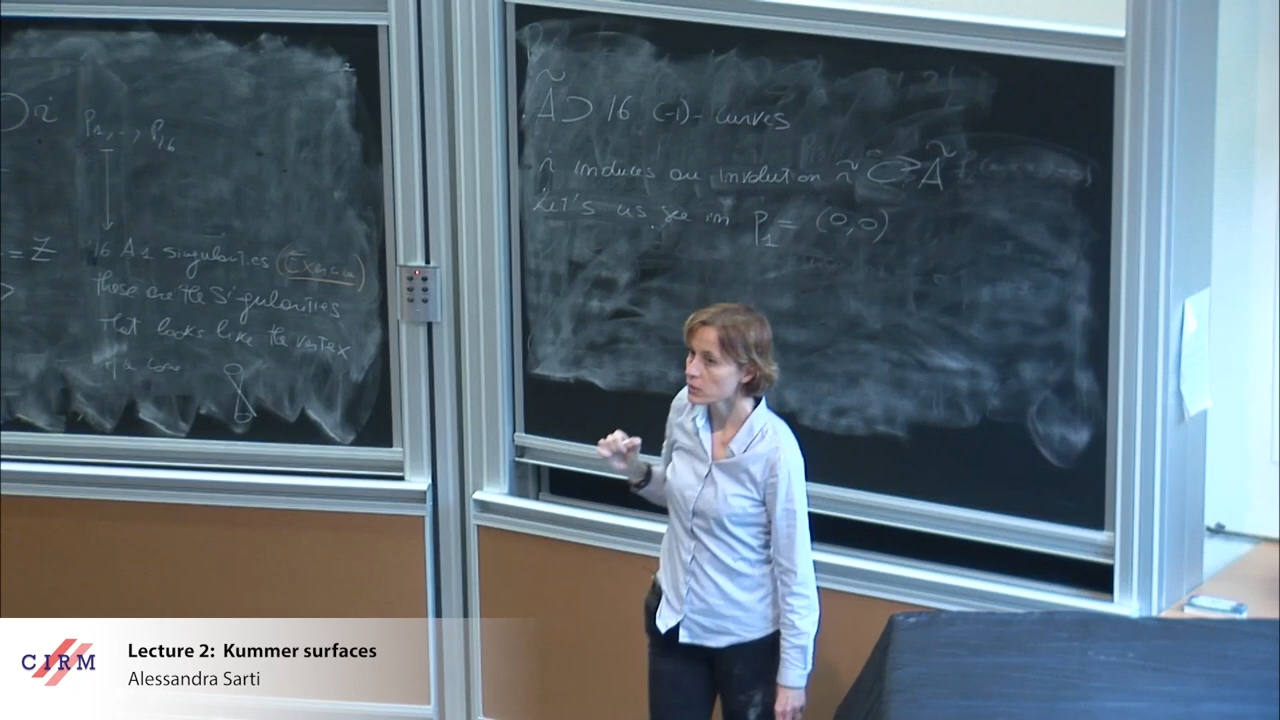 i P₁, .., P₁₆
= Z
16 A1 singularities (Exercise)
these are the singularities
that looks like the vertex
of a cone
Ã ⊃ 16 (-1)-curves
i induces an involution ĩ Ã
Let's us see in P₁ = (0,0)
CIRM
Lecture 2: Kummer surfaces
Alessandra Sarti